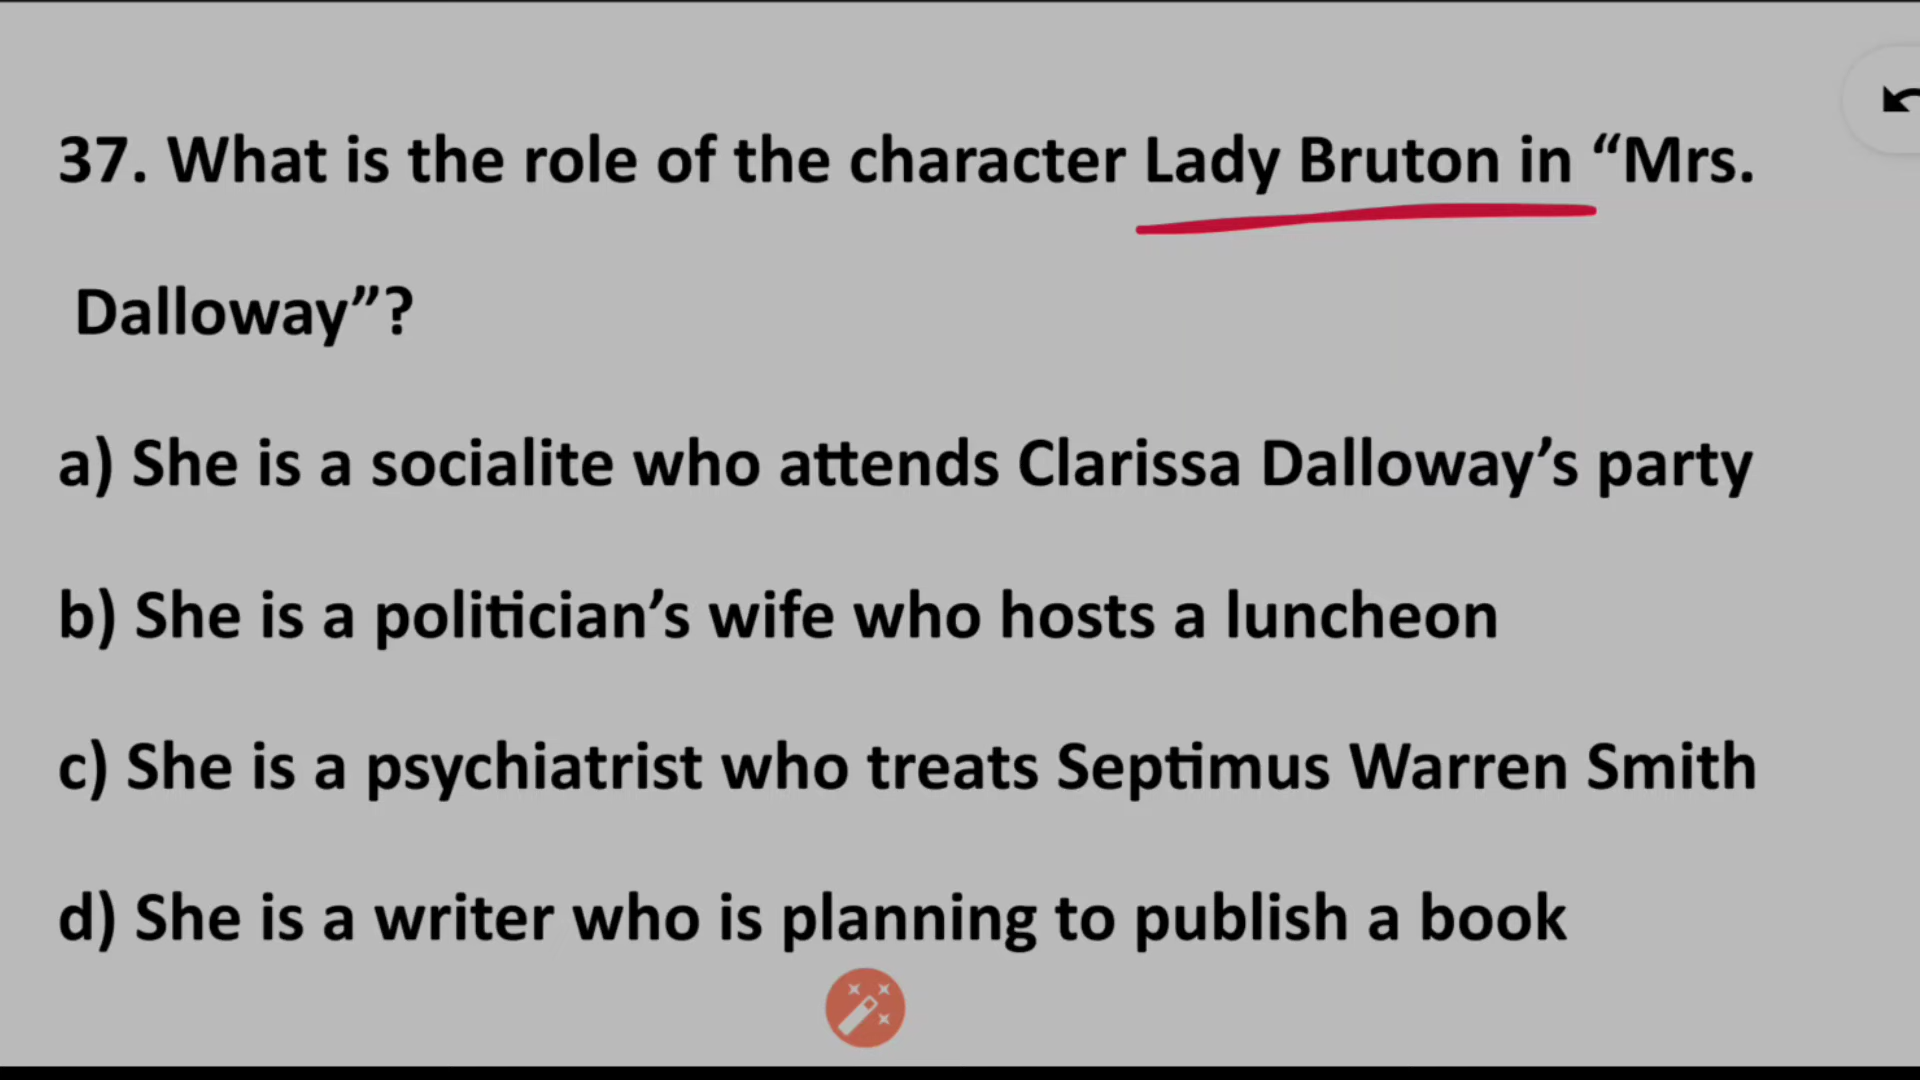 37. What is the role of the character Lady Bruton in “Mrs.
Dalloway”?
a) She is a socialite who attends Clarissa Dalloway’s party
b) She is a politician’s wife who hosts a luncheon
c) She is a psychiatrist who treats Septimus Warren Smith
d) She is a writer who is planning to publish a book